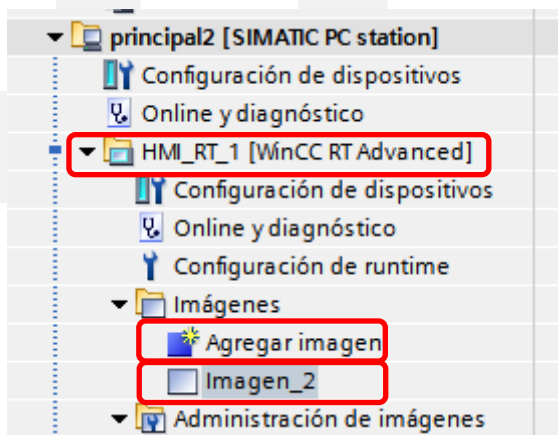 principal2 [SIMATIC PC station]
Configuración de dispositivos
Online y diagnóstico
HMI_RT_1 [WinCC RT Advanced]
Configuración de dispositivos
Online y diagnóstico
Configuración de runtime
Imágenes
Agregar imagen
Imagen_2
Administración de imágenes